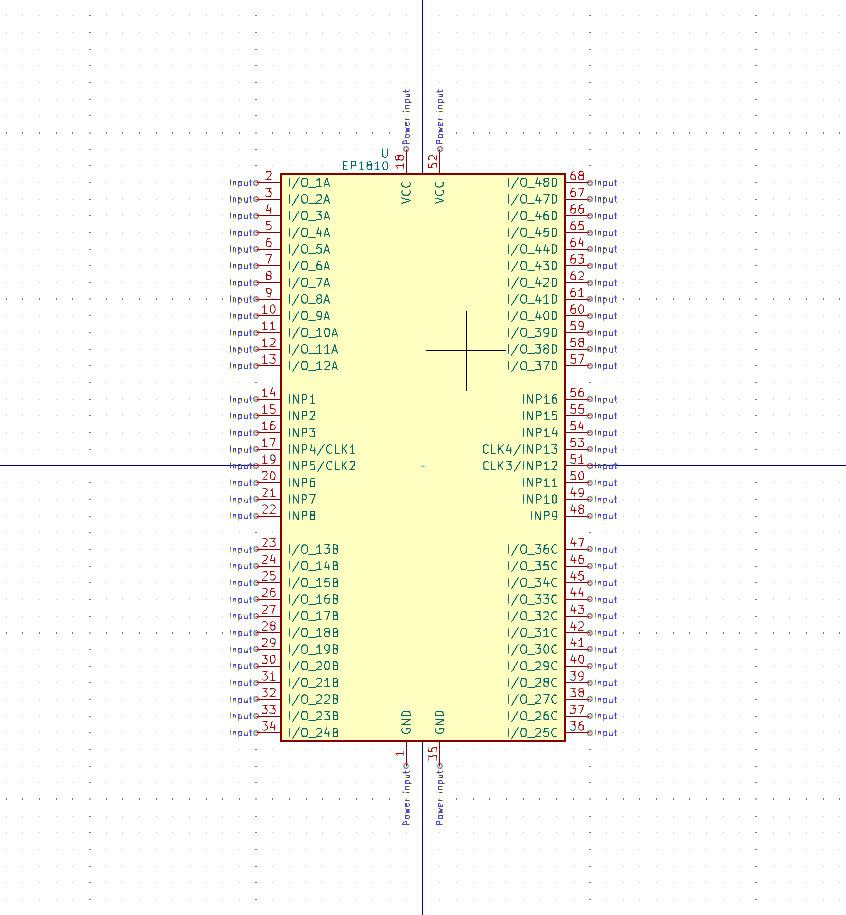 Power input Power input
U
EP1810
18 52
VCC VCC
Input 2 I/O_1A I/O_48D 68 Input
Input 3 I/O_2A I/O_47D 67 Input
Input 4 I/O_3A I/O_46D 66 Input
Input 5 I/O_4A I/O_45D 65 Input
Input 6 I/O_5A I/O_44D 64 Input
Input 7 I/O_6A I/O_43D 63 Input
Input 8 I/O_7A I/O_42D 62 Input
Input 9 I/O_8A I/O_41D 61 Input
Input 10 I/O_9A I/O_40D 60 Input
Input 11 I/O_10A I/O_39D 59 Input
Input 12 I/O_11A I/O_38D 58 Input
Input 13 I/O_12A I/O_37D 57 Input
Input 14 INP1 INP16 56 Input
Input 15 INP2 INP15 55 Input
Input 16 INP3 INP14 54 Input
Input 17 INP4/CLK1 CLK4/INP13 53 Input
Input 19 INP5/CLK2 CLK3/INP12 51 Input
Input 20 INP6 INP11 50 Input
Input 21 INP7 INP10 49 Input
Input 22 INP8 INP9 48 Input
Input 23 I/O_13B I/O_36C 47 Input
Input 24 I/O_14B I/O_35C 46 Input
Input 25 I/O_15B I/O_34C 45 Input
Input 26 I/O_16B I/O_33C 44 Input
Input 27 I/O_17B I/O_32C 43 Input
Input 28 I/O_18B I/O_31C 42 Input
Input 29 I/O_19B I/O_30C 41 Input
Input 30 I/O_20B I/O_29C 40 Input
Input 31 I/O_21B I/O_28C 39 Input
Input 32 I/O_22B I/O_27C 38 Input
Input 33 I/O_23B I/O_26C 37 Input
Input 34 I/O_24B I/O_25C 36 Input
GND GND
1 35
Power input Power input